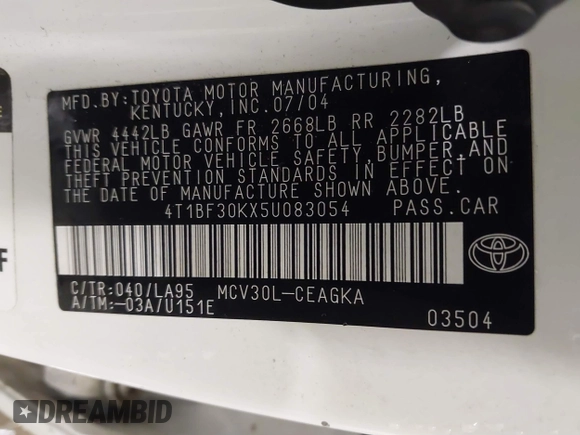 MFD.BY:TOYOTA MOTOR MANUFACTURING,
KENTUCKY,INC.07/04
GVWR 4442LB GAWR FR 2668LB RR 2282LB
THIS VEHICLE CONFORMS TO ALL APPLICABLE
FEDERAL MOTOR VEHICLE SAFETY,BUMPER,AND
THEFT PREVENTION STANDARDS IN EFFECT ON
THE DATE OF MANUFACTURE SHOWN ABOVE.
4T1BF30KX5U083054 PASS.CAR
C/TR:040/LA95 MCV30L-CEAGKA
A/TM:-03A/U151E
03504
DREAMBID